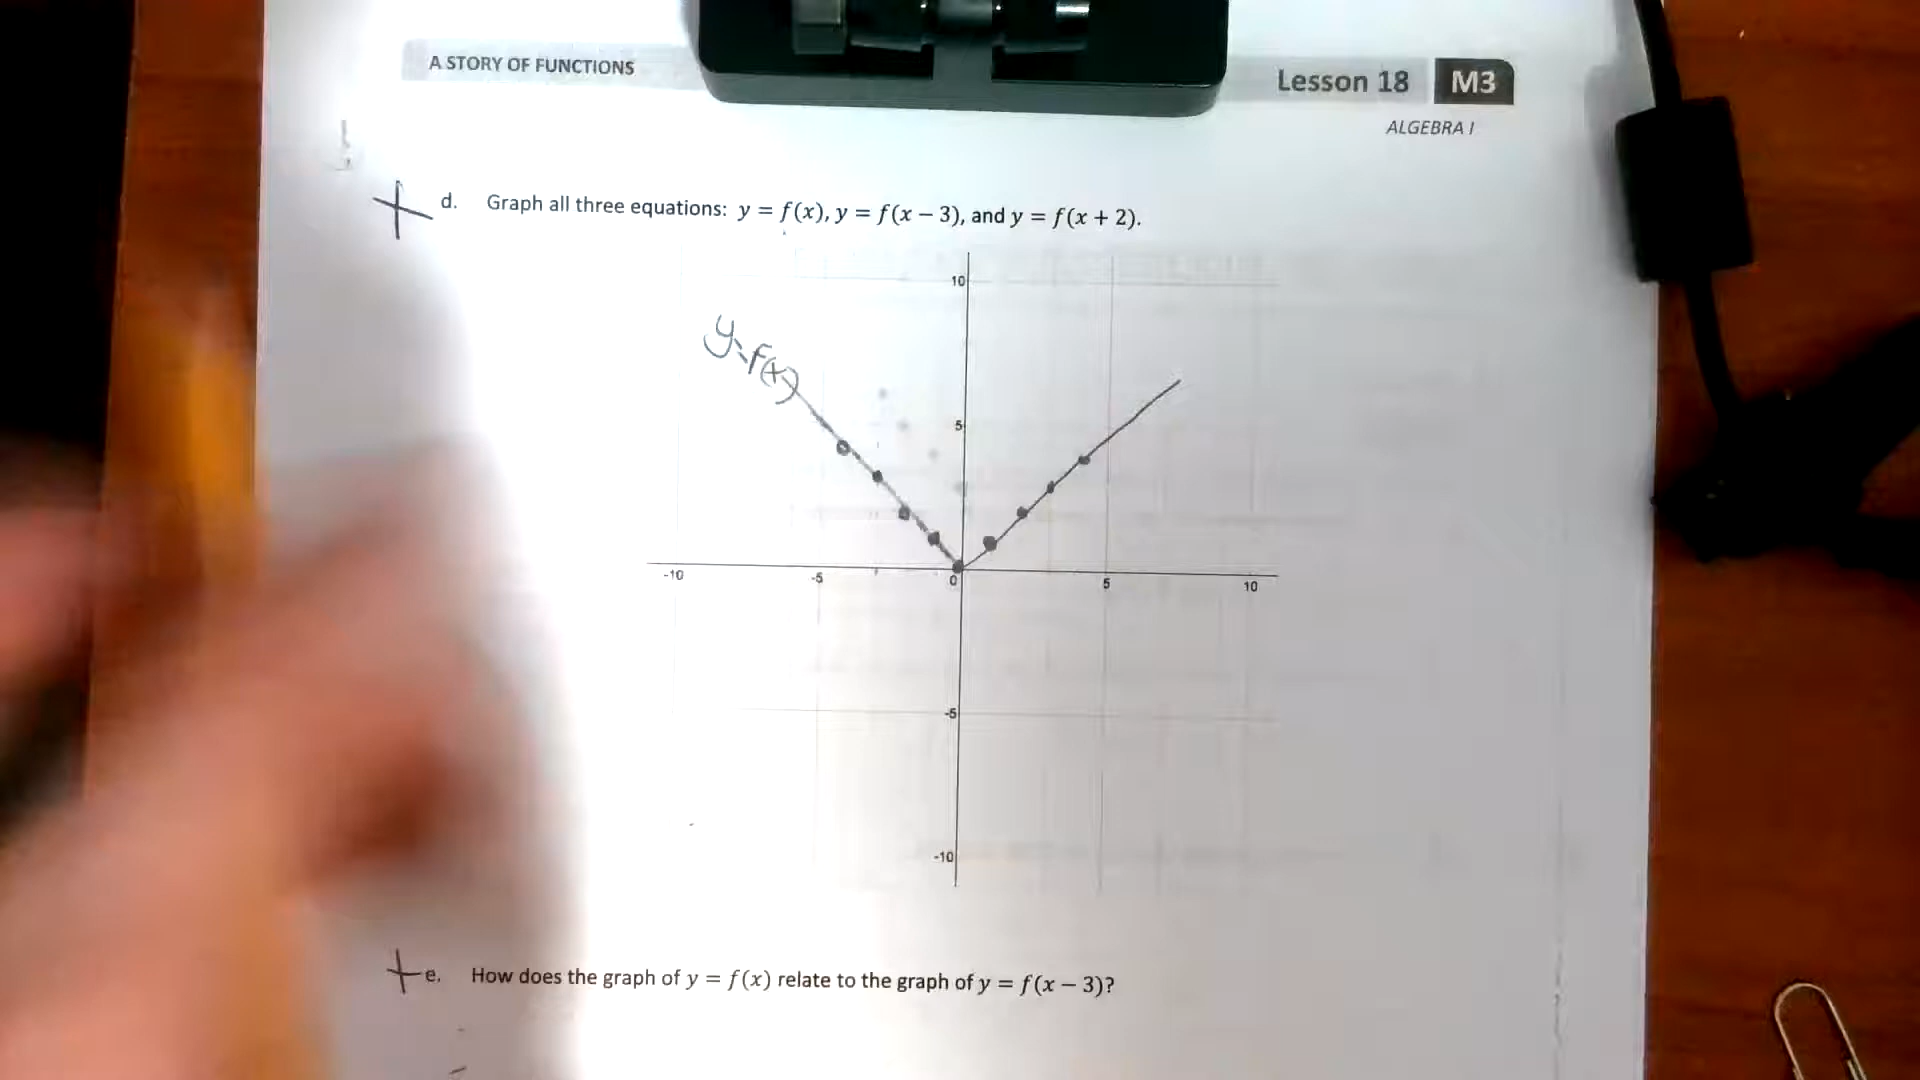 A STORY OF FUNCTIONS
Lesson 18 M3
ALGEBRA I
d. Graph all three equations: y = f(x), y = f(x − 3), and y = f(x + 2).
10
y=f(x)
5
-10 -5 0 5 10
-5
-10
e. How does the graph of y = f(x) relate to the graph of y = f(x − 3)?